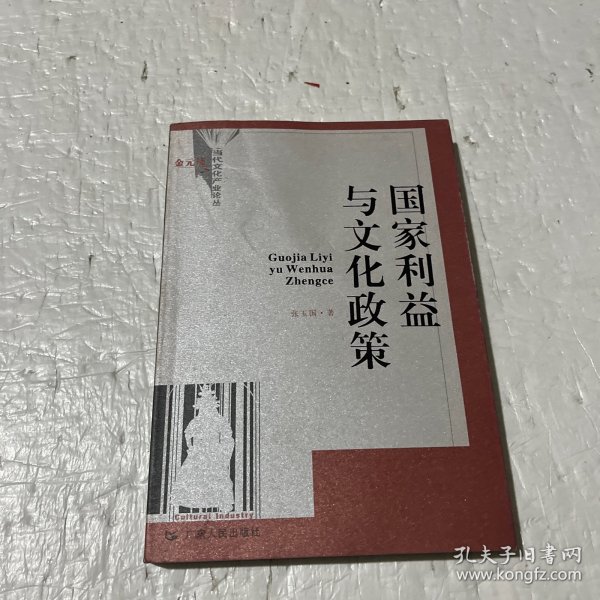 当代文化产业论丛
金元
国家利益
与文化政策
Guojia Liyi
yu Wenhua
Zhengce
张玉国·著
Cultural Industry
广东人民出版社
孔夫子旧书网
www.kongfz.com